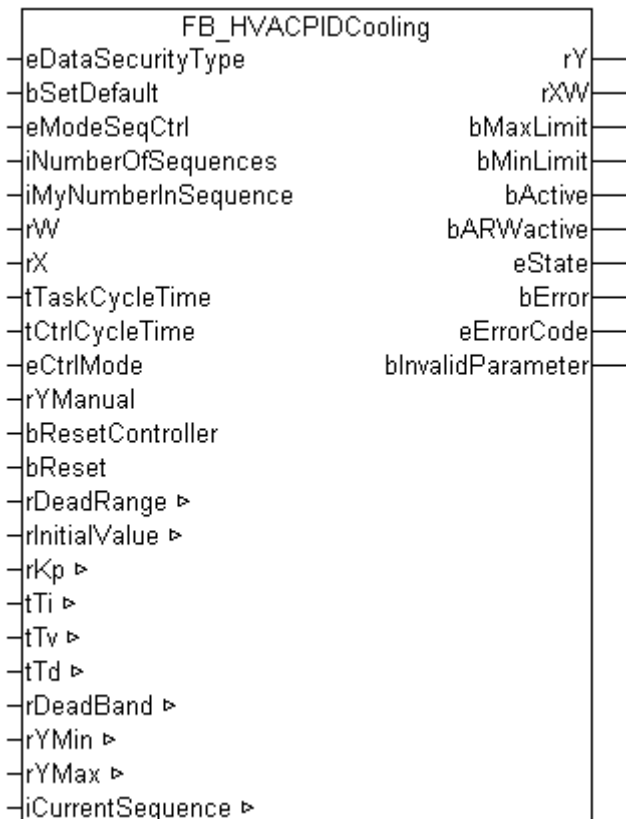 FB_HVACPIDCooling
eDataSecurityType rY
bSetDefault rXW
eModeSeqCtrl bMaxLimit
iNumberOfSequences bMinLimit
iMyNumberInSequence bActive
rW bARWactive
rX eState
tTaskCycleTime bError
tCtrlCycleTime eErrorCode
eCtrlMode bInvalidParameter
rYManual
bResetController
bReset
rDeadRange ▹
rInitialValue ▹
rKp ▹
tTi ▹
tTv ▹
tTd ▹
rDeadBand ▹
rYMin ▹
rYMax ▹
iCurrentSequence ▹